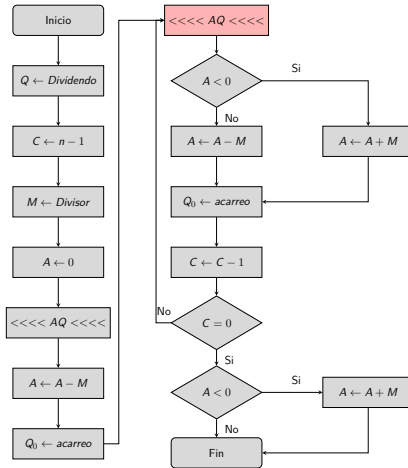 Inicio
Q ← Dividendo
C ← n − 1
M ← Divisor
A ← 0
<<<< AQ <<<<
A ← A − M
Q₀ ← acarreo
<<<< AQ <<<<
A < 0
Si
No
A ← A − M
A ← A + M
Q₀ ← acarreo
C ← C − 1
No
C = 0
Si
A < 0
Si
A ← A + M
No
Fin